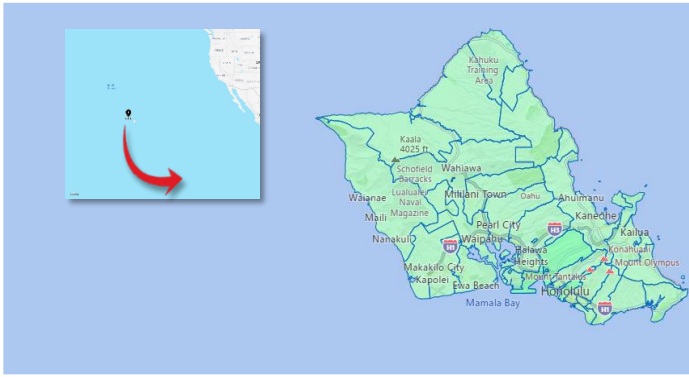 Kahuku
Training
Area
Kaala
4025 ft
Schofield
Barracks
Wahiawa
Waianae
Lualualei
Naval
Magazine
Mililani Town
Oahu
Ahuimanu
Maili
Pearl City
Kaneohe
Nanakuli
H1
Waipahu
H3
Kailua
Halawa
Heights
Konahuani
Mount Olympus
Makakilo City
Kapolei
Mount Tantalus
Ewa Beach
Honolulu
Mamala Bay
H1